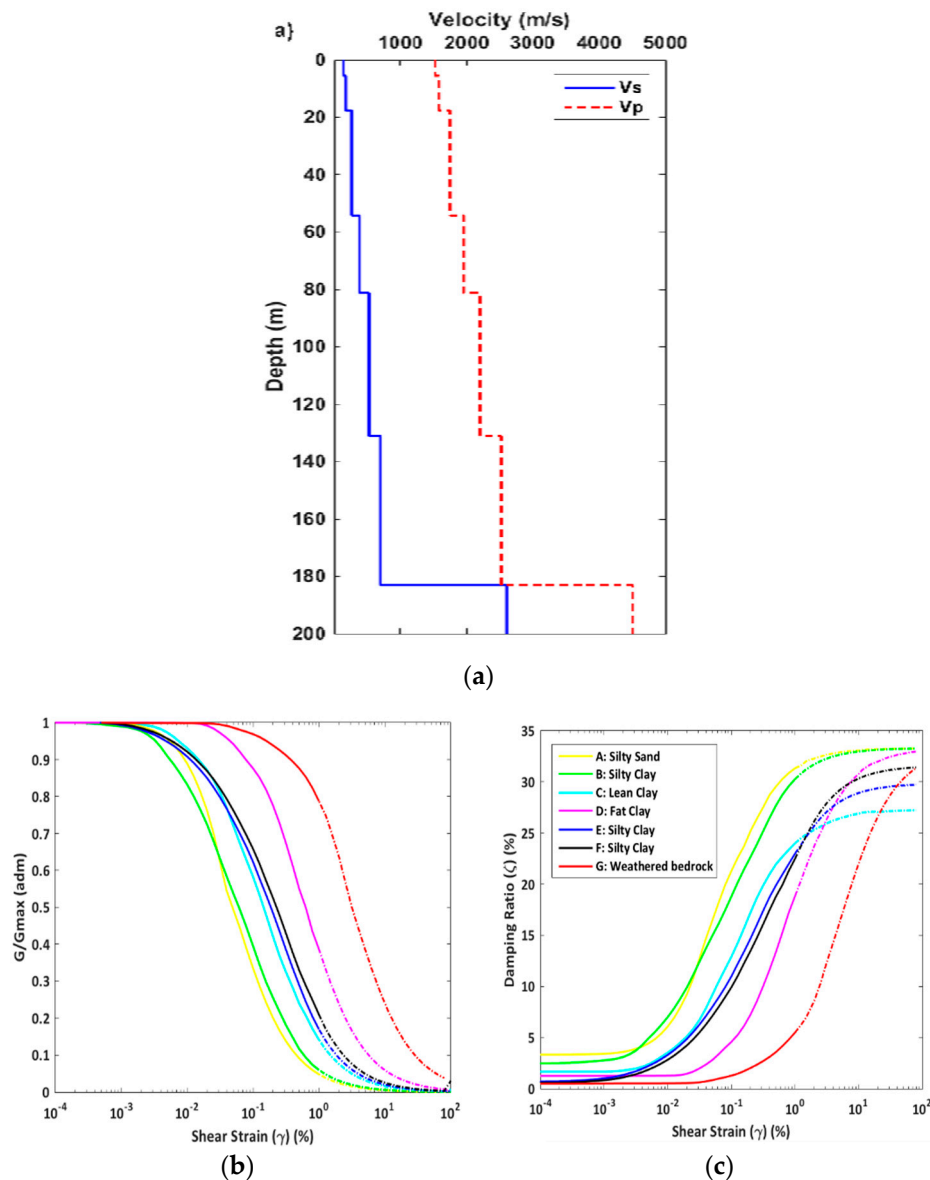 a)
Velocity (m/s)
1000 2000 3000 4000 5000
0
20
40
60
80
100
120
140
160
180
200
Depth (m)
Vs
Vp
(a)
1
0.9
0.8
0.7
0.6
0.5
0.4
0.3
0.2
0.1
0
G/Gmax (adm)
10-4 10-3 10-2 10-1 100 101 102
Shear Strain (γ) (%)
(b)
35
30
25
20
15
10
5
0
Damping Ratio (ζ) (%)
A: Silty Sand
B: Silty Clay
C: Lean Clay
D: Fat Clay
E: Silty Clay
F: Silty Clay
G: Weathered bedrock
10-4 10-3 10-2 10-1 100 101 102
Shear Strain (γ) (%)
(c)